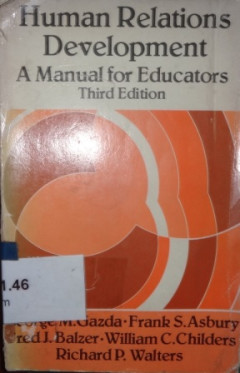 Human Relations
Development
A Manual for Educators
Third Edition
1.46
M. Gazda · Frank S. Asbury
J. Balzer · William C. Childers
Richard P. Walters